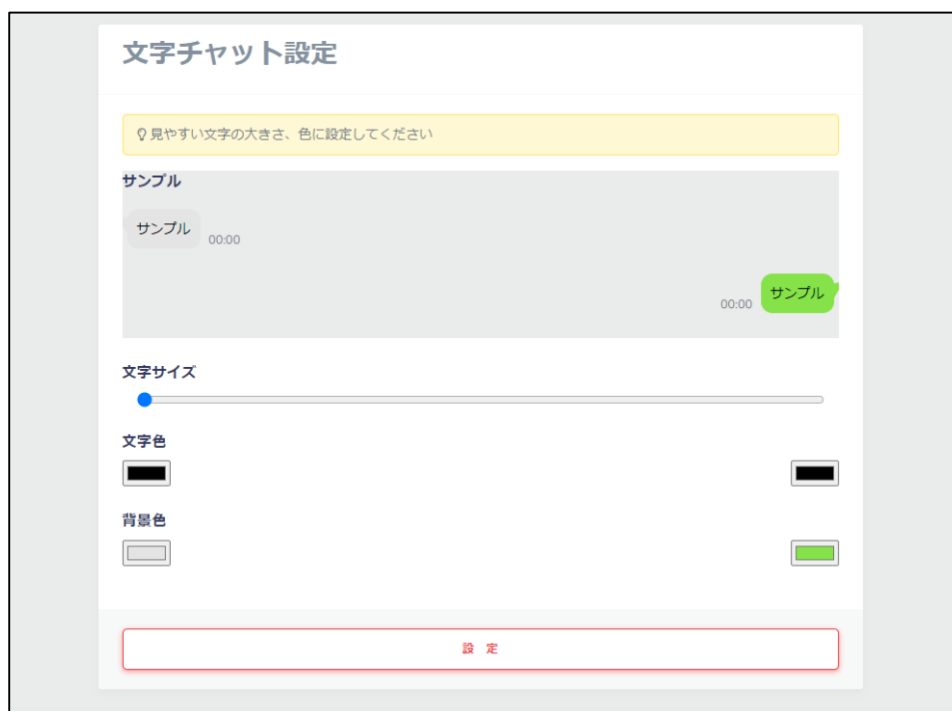 文字チャット設定
見やすい文字の大きさ、色に設定してください
サンプル
サンプル 00:00
00:00 サンプル
文字サイズ
文字色
背景色
設 定